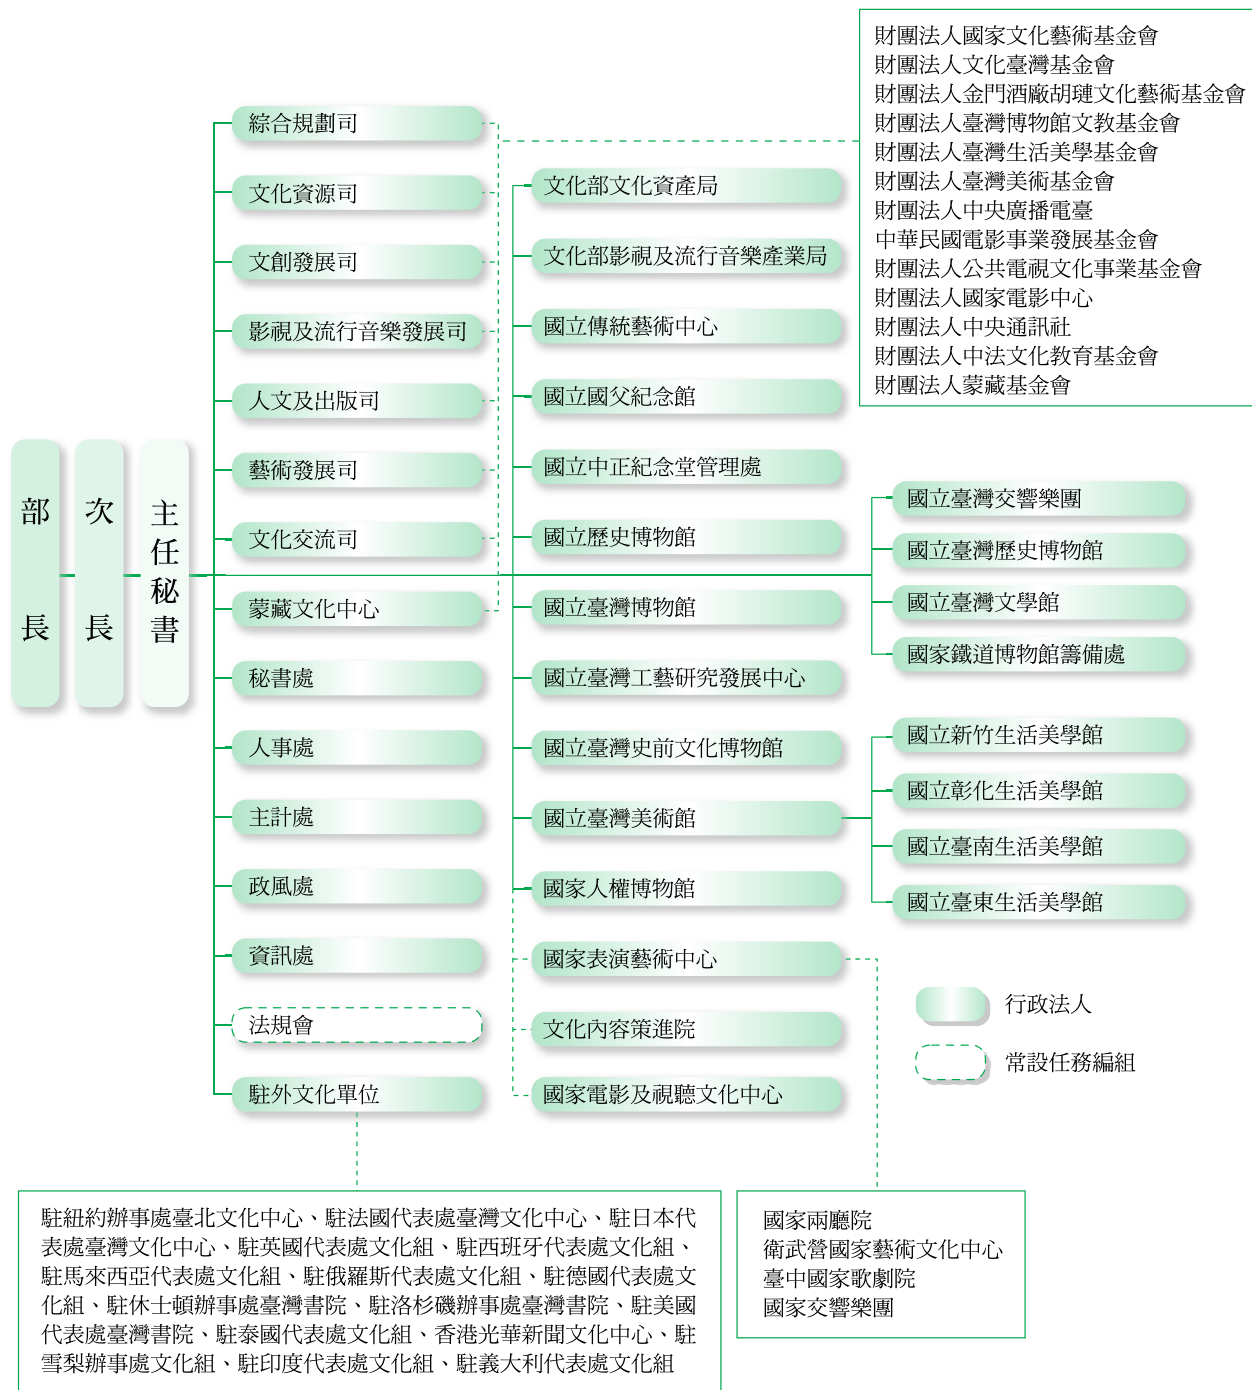 部長
次長
主任秘書
綜合規劃司
文化資源司
文創發展司
影視及流行音樂發展司
人文及出版司
藝術發展司
文化交流司
蒙藏文化中心
秘書處
人事處
主計處
政風處
資訊處
法規會
駐外文化單位
文化部文化資產局
文化部影視及流行音樂產業局
國立傳統藝術中心
國立國父紀念館
國立中正紀念堂管理處
國立歷史博物館
國立臺灣博物館
國立臺灣工藝研究發展中心
國立臺灣史前文化博物館
國立臺灣美術館
國家人權博物館
國家表演藝術中心
文化內容策進院
國家電影及視聽文化中心
財團法人國家文化藝術基金會
財團法人文化臺灣基金會
財團法人金門酒廠胡璉文化藝術基金會
財團法人臺灣博物館文教基金會
財團法人臺灣生活美學基金會
財團法人臺灣美術基金會
財團法人中央廣播電臺
中華民國電影事業發展基金會
財團法人公共電視文化事業基金會
財團法人國家電影中心
財團法人中央通訊社
財團法人中法文化教育基金會
財團法人蒙藏基金會
國立臺灣交響樂團
國立臺灣歷史博物館
國立臺灣文學館
國家鐵道博物館籌備處
國立新竹生活美學館
國立彰化生活美學館
國立臺南生活美學館
國立臺東生活美學館
行政法人
常設任務編組
駐紐約辦事處臺北文化中心、駐法國代表處臺灣文化中心、駐日本代
表處臺灣文化中心、駐英國代表處文化組、駐西班牙代表處文化組、
駐馬來西亞代表處文化組、駐俄羅斯代表處文化組、駐德國代表處文
化組、駐休士頓辦事處臺灣書院、駐洛杉磯辦事處臺灣書院、駐美國
代表處臺灣書院、駐泰國代表處文化組、香港光華新聞文化中心、駐
雪梨辦事處文化組、駐印度代表處文化組、駐義大利代表處文化組
國家兩廳院
衛武營國家藝術文化中心
臺中國家歌劇院
國家交響樂團